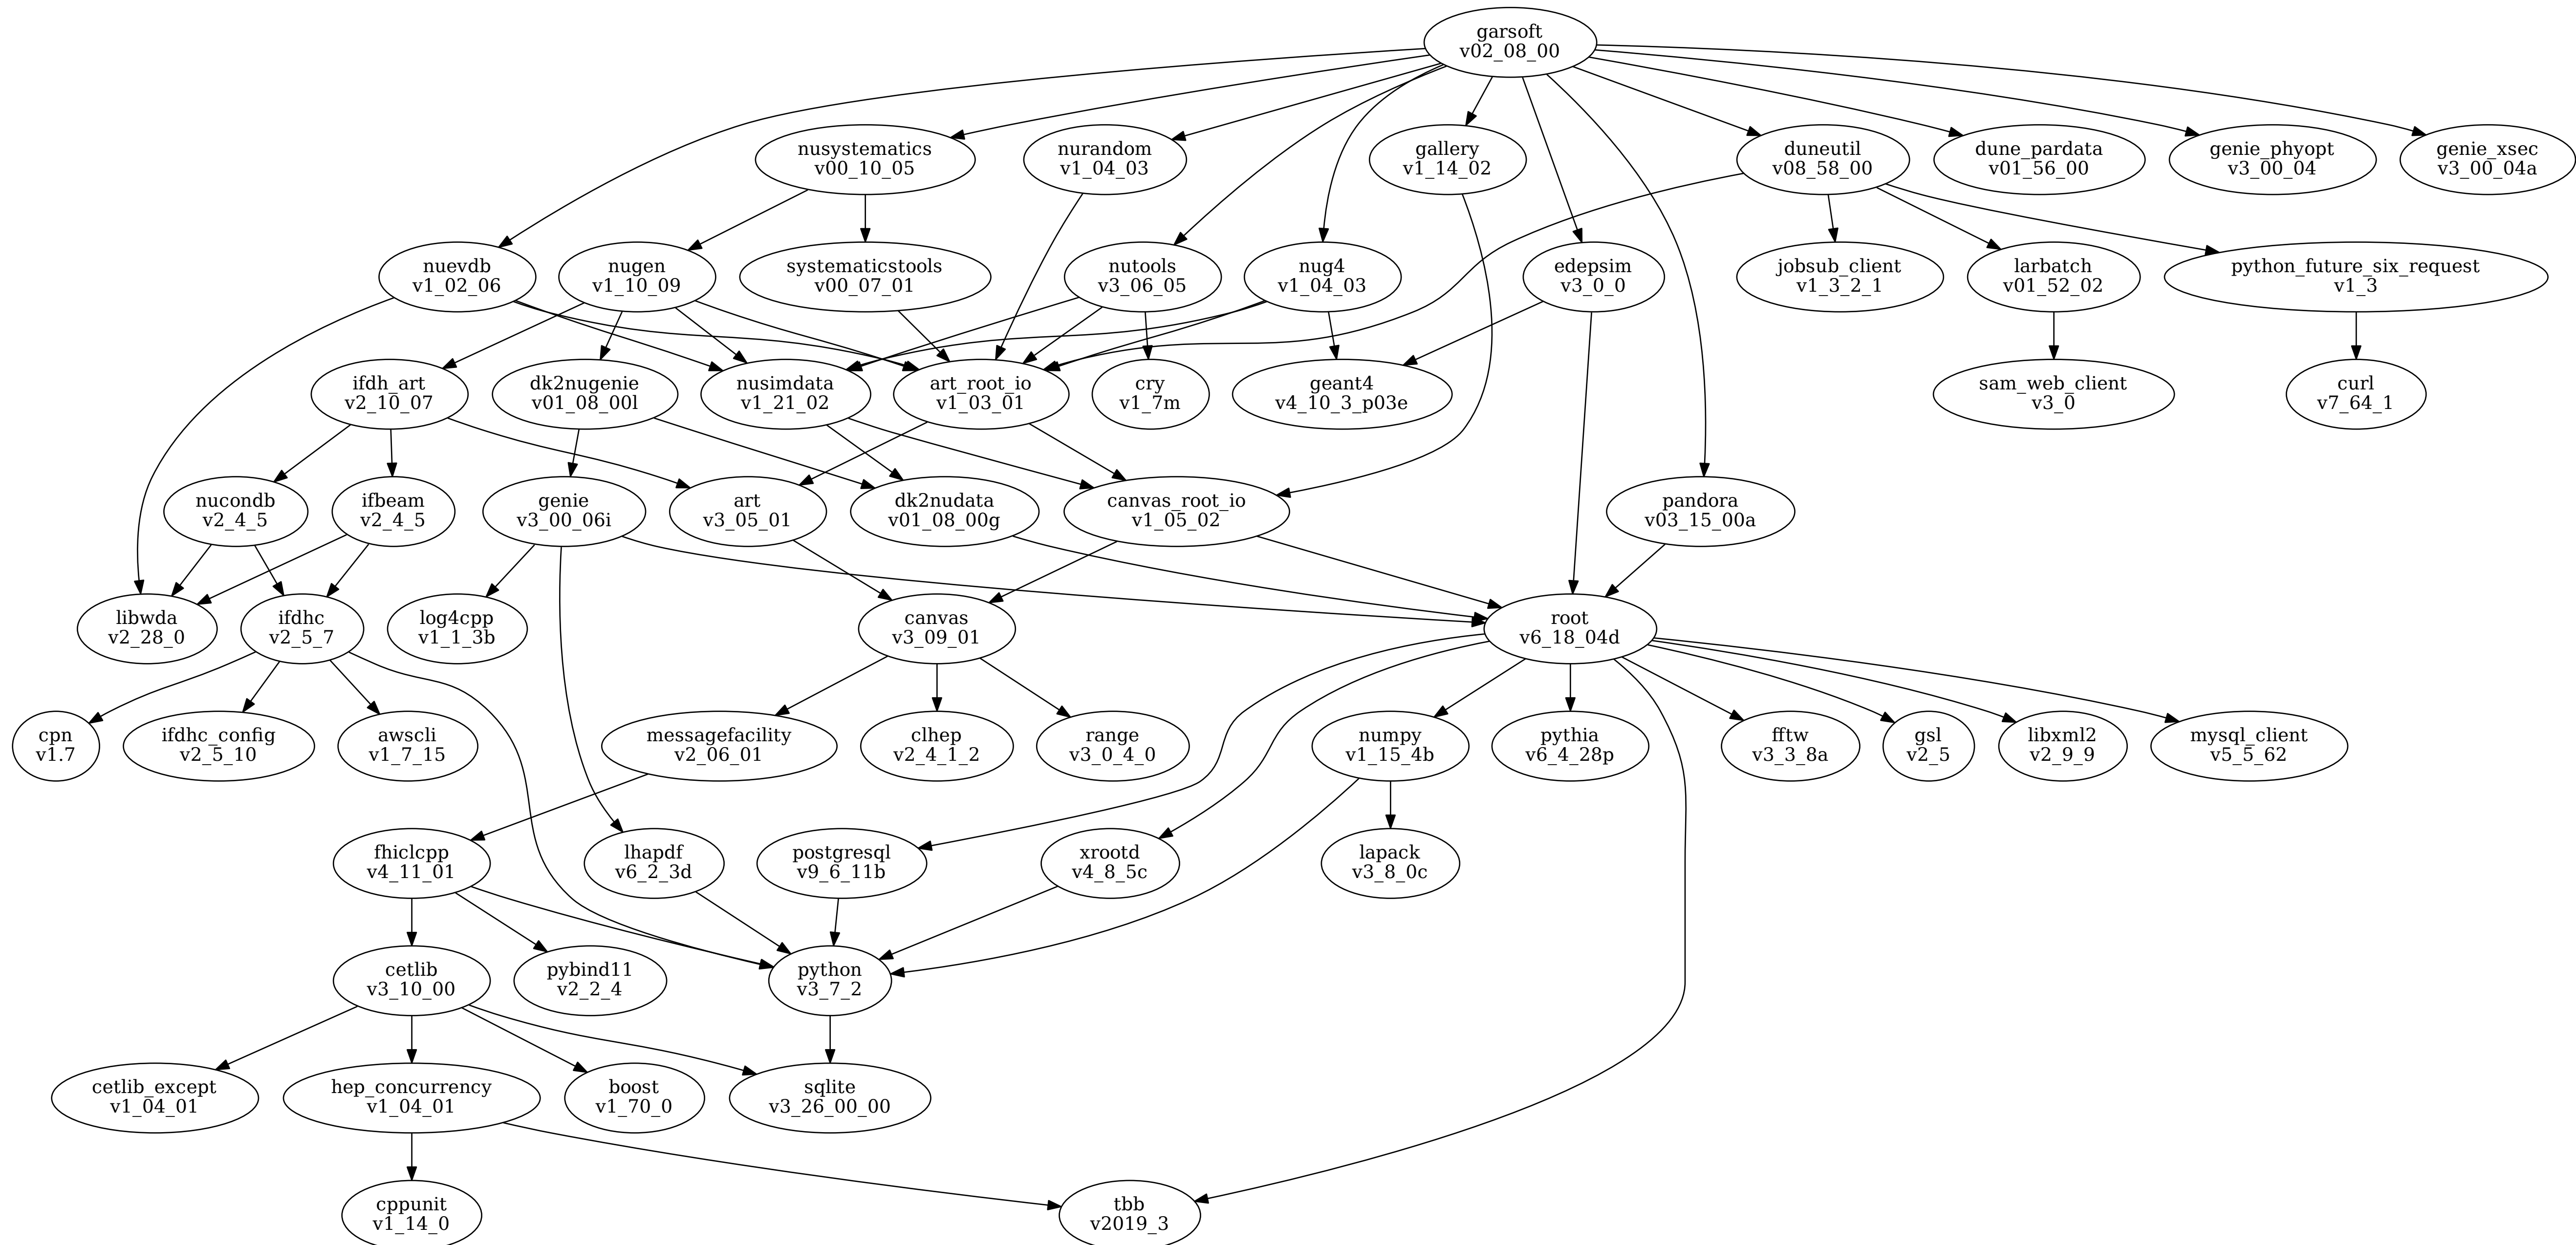 garsoft
v02_08_00
nusystematics
v00_10_05
nurandom
v1_04_03
gallery
v1_14_02
duneutil
v08_58_00
dune_pardata
v01_56_00
genie_phyopt
v3_00_04
genie_xsec
v3_00_04a
nuevdb
v1_02_06
nugen
v1_10_09
systematicstools
v00_07_01
nutools
v3_06_05
nug4
v1_04_03
edepsim
v3_0_0
jobsub_client
v1_3_2_1
larbatch
v01_52_02
python_future_six_request
v1_3
ifdh_art
v2_10_07
dk2nugenie
v01_08_00l
nusimdata
v1_21_02
art_root_io
v1_03_01
cry
v1_7m
geant4
v4_10_3_p03e
sam_web_client
v3_0
curl
v7_64_1
nucondb
v2_4_5
ifbeam
v2_4_5
genie
v3_00_06i
art
v3_05_01
dk2nudata
v01_08_00g
canvas_root_io
v1_05_02
pandora
v03_15_00a
libwda
v2_28_0
ifdhc
v2_5_7
log4cpp
v1_1_3b
canvas
v3_09_01
root
v6_18_04d
cpn
v1.7
ifdhc_config
v2_5_10
awscli
v1_7_15
messagefacility
v2_06_01
clhep
v2_4_1_2
range
v3_0_4_0
numpy
v1_15_4b
pythia
v6_4_28p
fftw
v3_3_8a
gsl
v2_5
libxml2
v2_9_9
mysql_client
v5_5_62
fhiclcpp
v4_11_01
lhapdf
v6_2_3d
postgresql
v9_6_11b
xrootd
v4_8_5c
lapack
v3_8_0c
cetlib
v3_10_00
pybind11
v2_2_4
python
v3_7_2
cetlib_except
v1_04_01
hep_concurrency
v1_04_01
boost
v1_70_0
sqlite
v3_26_00_00
cppunit
v1_14_0
tbb
v2019_3